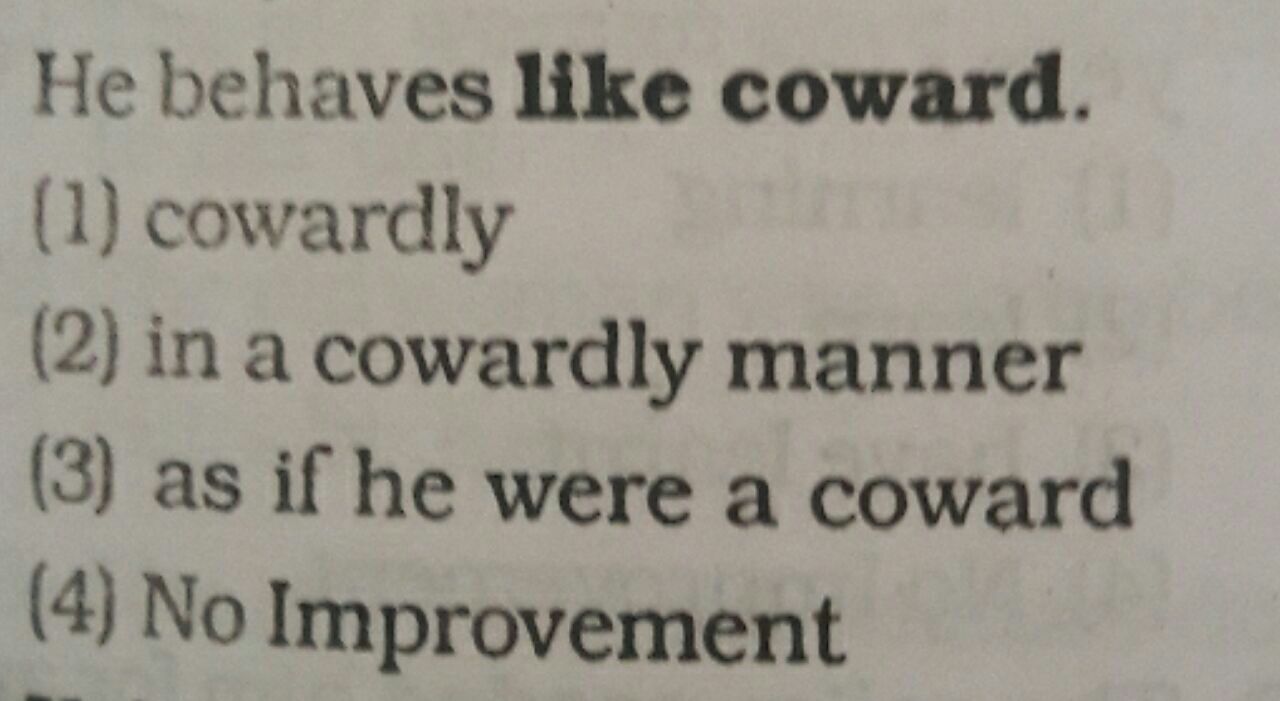 He behaves like coward.
(1) cowardly
(2) in a cowardly manner
(3) as if he were a coward
(4) No Improvement